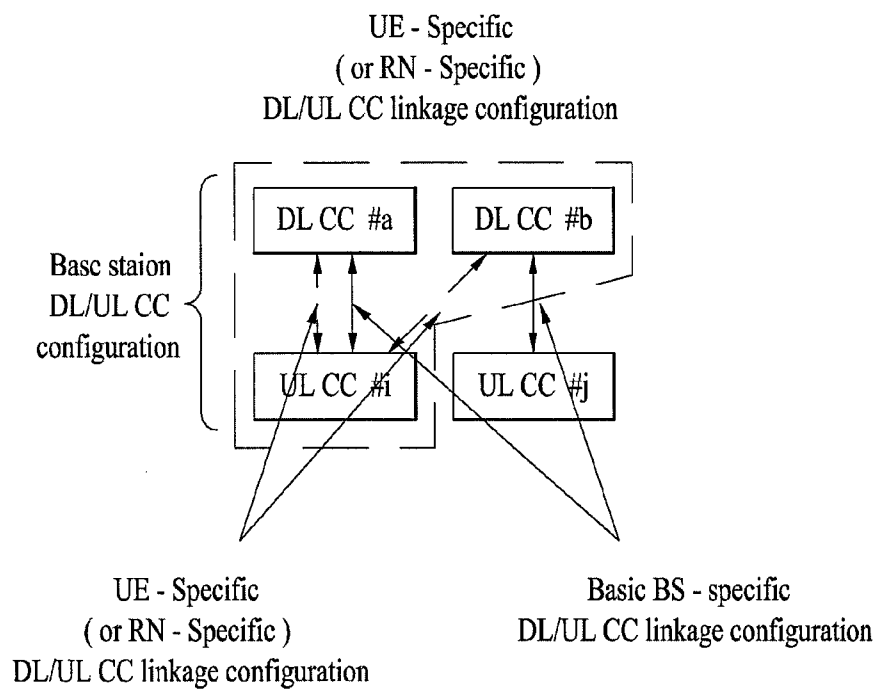 UE - Specific
( or RN - Specific )
DL/UL CC linkage configuration
DL CC #a
DL CC #b
Basc staion
DL/UL CC
configuration
UL CC #i
UL CC #j
UE - Specific
( or RN - Specific )
DL/UL CC linkage configuration
Basic BS - specific
DL/UL CC linkage configuration